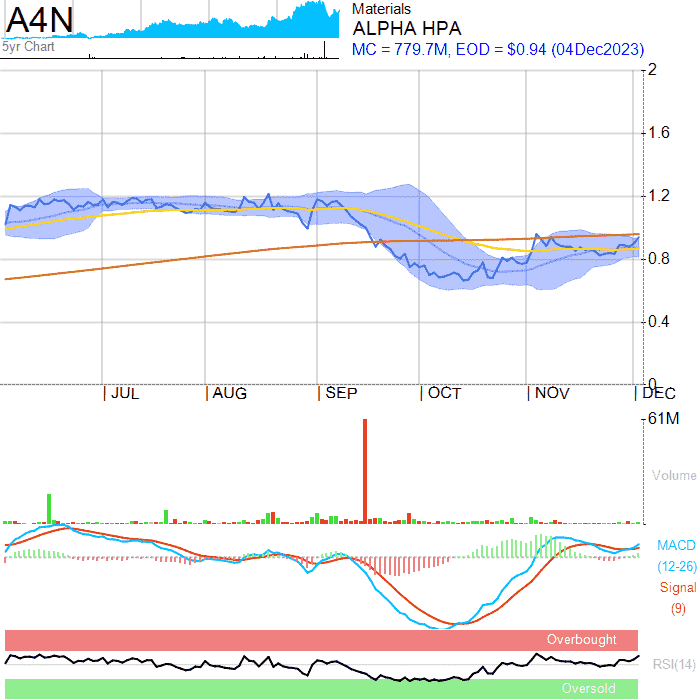 A4N
5yr Chart
Materials
ALPHA HPA
MC = 779.7M, EOD = $0.94 (04Dec2023)
2
1.6
1.2
0.8
0.4
0
| JUL | AUG | SEP | OCT | NOV | DEC
61M
Volume
MACD
(12-26)
Signal
(9)
Overbought
RSI(14)
Oversold